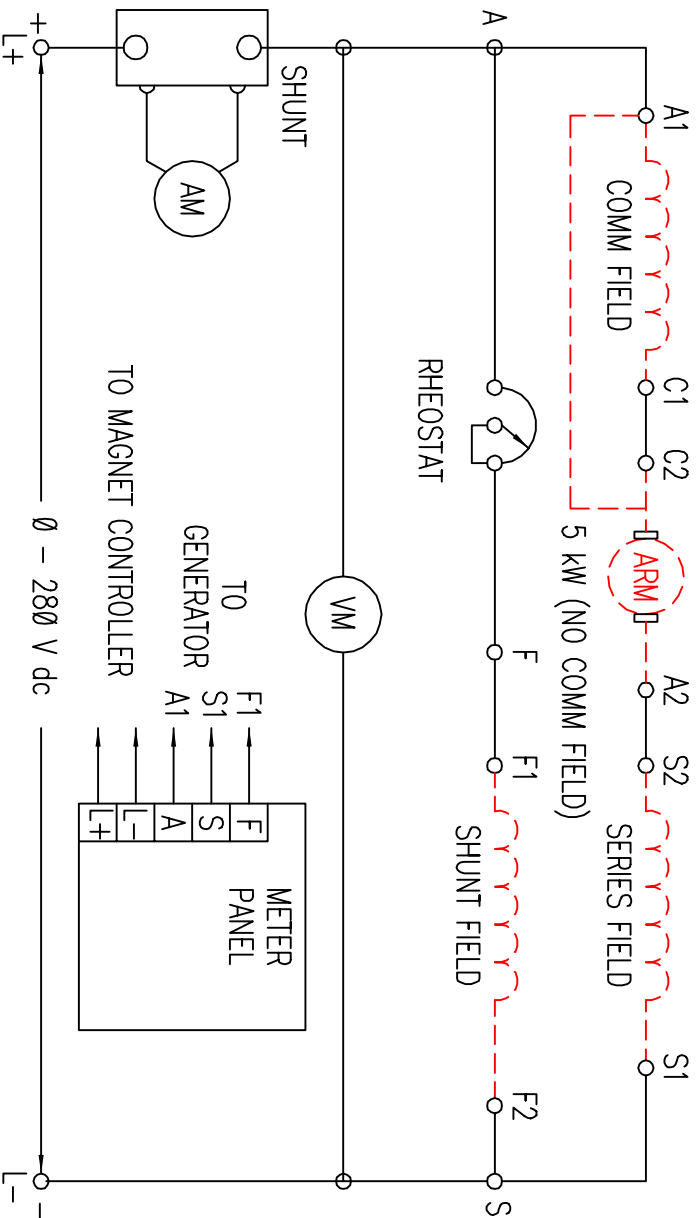 A1
COMM FIELD
C1
C2
ARM
5 kW (NO COMM FIELD)
A2
S2
SERIES FIELD
S1
A
RHEOSTAT
F
F1
SHUNT FIELD
F2
S
VM
SHUNT
AM
+
L+
0 - 280 V dc
L-
-
TO MAGNET CONTROLLER
TO
GENERATOR
F1
S1
A1
F
S
A
L-
L+
METER
PANEL